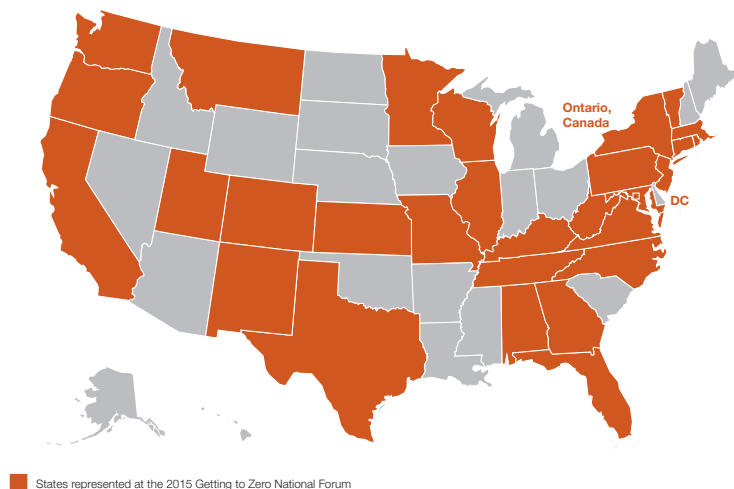 Ontario,
Canada
DC
States represented at the 2015 Getting to Zero National Forum